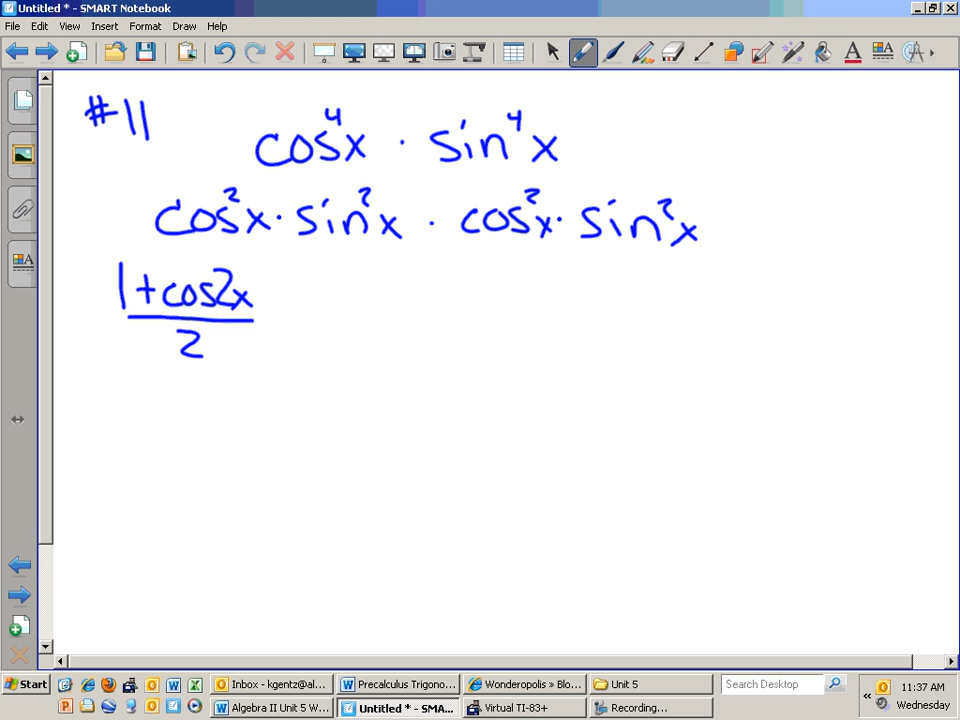 Untitled * - SMART Notebook
File Edit View Insert Format Draw Help
#11
cos⁴x · sin⁴x
cos²x · sin²x · cos²x · sin²x
1+cos2x
2
Start
Inbox - kgentz@al...
Precalculus Trigono...
Wonderopolis » Blo...
Unit 5
Search Desktop
11:37 AM
Algebra II Unit 5 W...
Untitled * - SMA...
Virtual TI-83+
Recording...
Wednesday